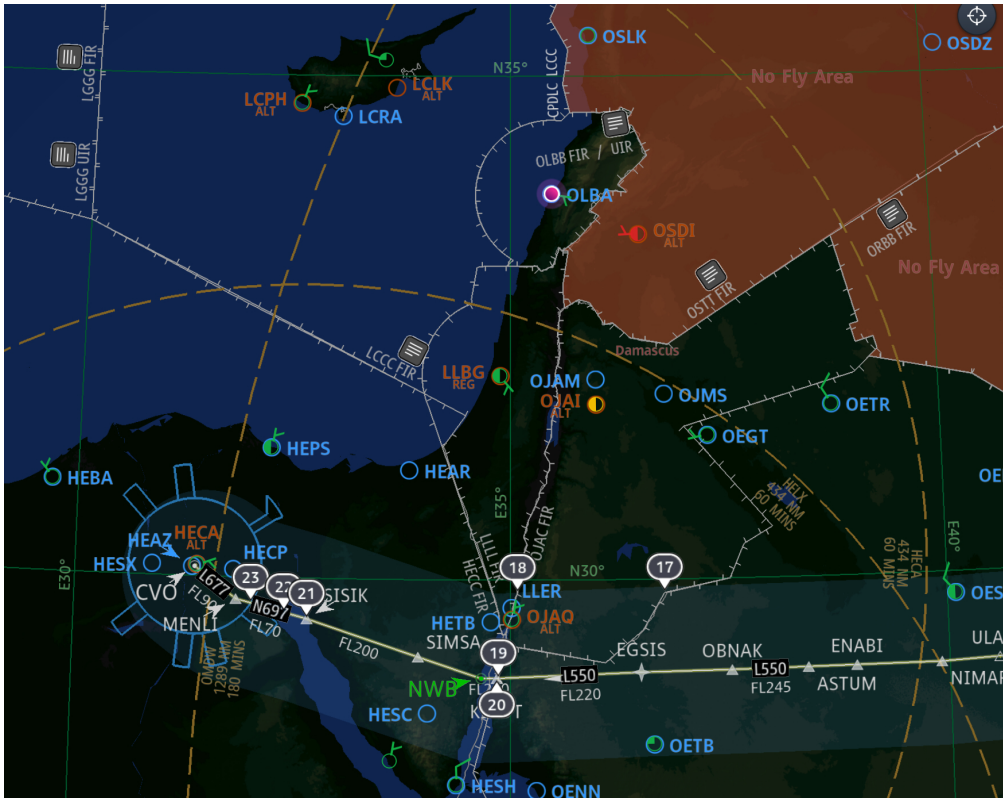 OSLK
OSDZ
LGGG FIR
N35°
CPDLC LCCC
No Fly Area
LCLK
ALT
LCPH
ALT
LCRA
LGGG UIR
OLBB FIR / UIR
OLBA
OSDI
ALT
ORBB FIR
No Fly Area
OSTT FIR
LCCC FIR
Damascus
LLBG
REG
OJAM
OJAI
ALT
OJMS
OETR
OEGT
HEPS
HEBA
HEAR
OE
HELX
434 NM
60 MINS
E35°
E40°
HECA
434 NM
60 MINS
OJAC FIR
LLLL FIR
HECC FIR
HECA
ALT
HEAZ
HESX
HECP
E30°
N30°
18
17
CVO
L677
FL90
23
22
21
SISIK
LLER
OES
N697
MENLI
FL70
HETB
OJAQ
ALT
FL200
SIMSA
19
EGSIS
OBNAK
ENABI
ULA
1289 NM
180 MINS
NWB
L550
L550
FL220
FL245
ASTUM
NIMAR
20
HESC
OETB
HESH
OENN